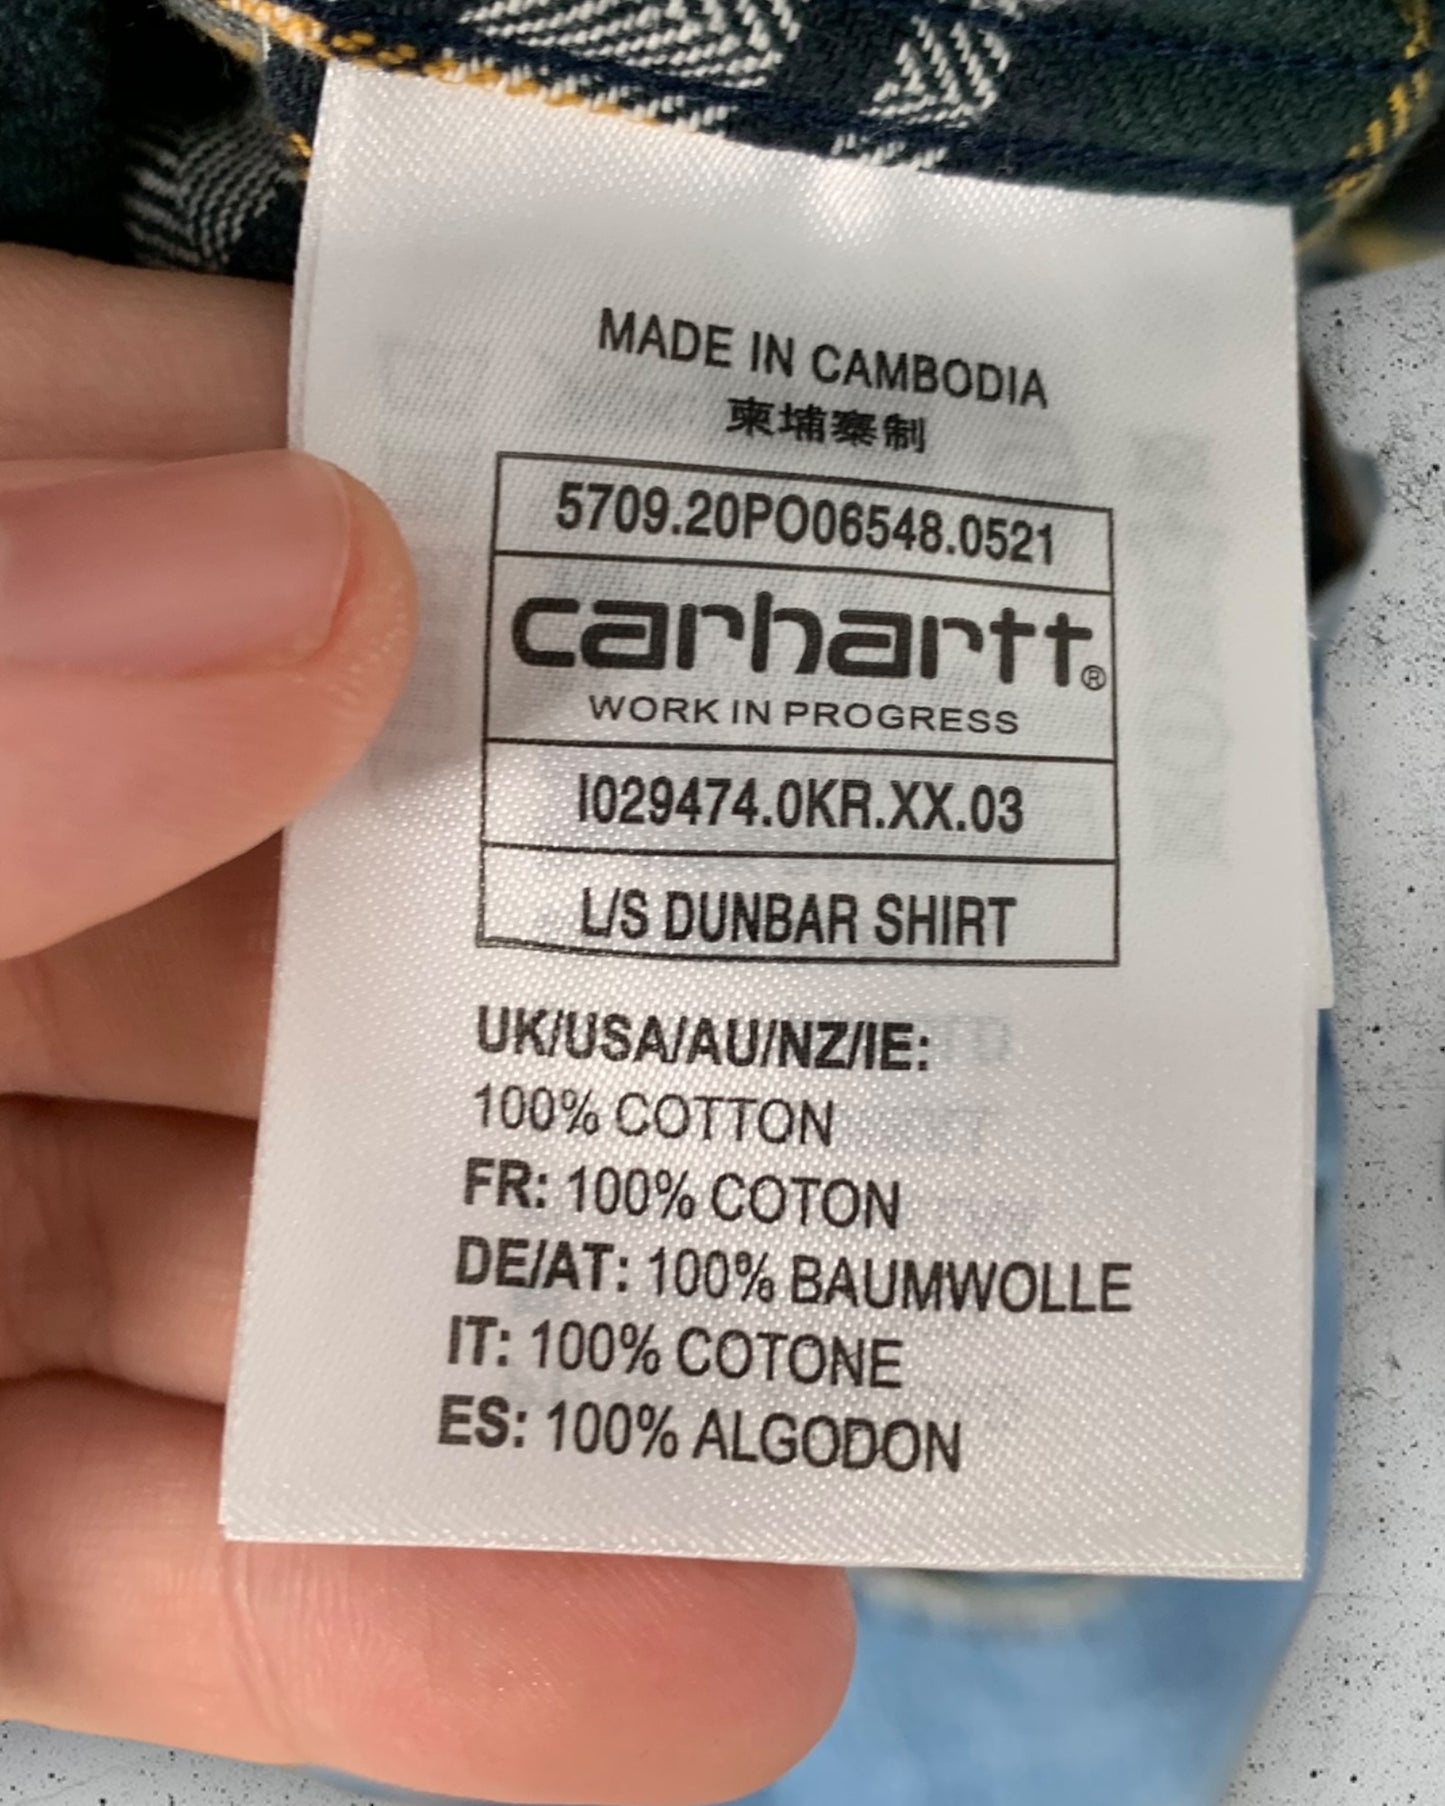 MADE IN CAMBODIA
柬埔寨制
5709.20PO06548.0521
carhartt®
WORK IN PROGRESS
I029474.0KR.XX.03
L/S DUNBAR SHIRT
UK/USA/AU/NZ/IE:
100% COTTON
FR: 100% COTON
DE/AT: 100% BAUMWOLLE
IT: 100% COTONE
ES: 100% ALGODON